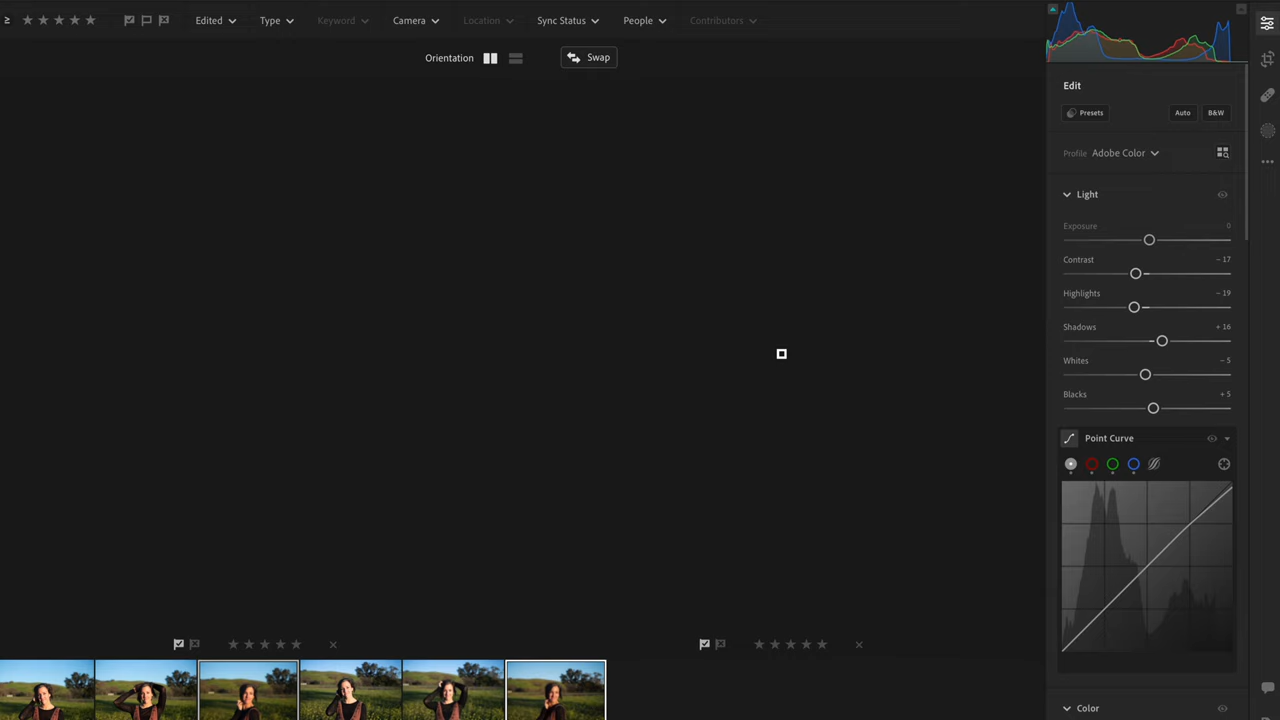 ≥ Edited Type Keyword Camera Location Sync Status People Contributors
Orientation Swap
Edit
Presets Auto B&W
Profile Adobe Color
Light
Exposure 0
Contrast − 17
Highlights − 19
Shadows + 16
Whites − 5
Blacks + 5
Point Curve
Color